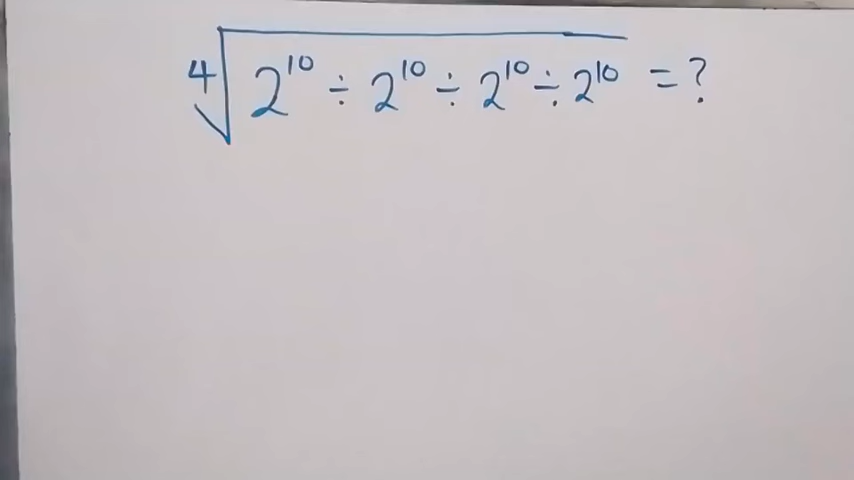 ⁴√(2¹⁰ ÷ 2¹⁰ ÷ 2¹⁰ ÷ 2¹⁰) = ?